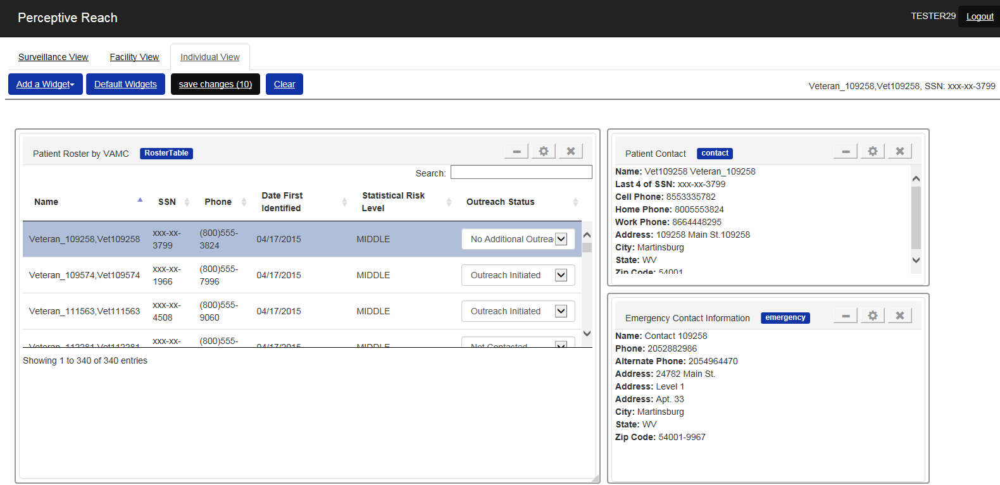 Perceptive Reach
TESTER29 Logout
Surveillance View Facility View Individual View
Add a Widget Default Widgets save changes (10) Clear
Veteran_109258,Vet109258, SSN: xxx-xx-3799
Patient Roster by VAMC RosterTable
Search:
Name SSN Phone Date First Identified Statistical Risk Level Outreach Status
Veteran_109258,Vet109258 xxx-xx-3799 (800)555-3824 04/17/2015 MIDDLE No Additional Outrea
Veteran_109574,Vet109574 xxx-xx-1966 (800)555-7996 04/17/2015 MIDDLE Outreach Initiated
Veteran_111563,Vet111563 xxx-xx-4508 (800)555-9060 04/17/2015 MIDDLE Outreach Initiated
Veteran_112281,Vet112281 xxx-xx- (800)555- 04/17/2015 MIDDLE Not Contacted
Showing 1 to 340 of 340 entries
Patient Contact contact
Name: Vet109258 Veteran_109258
Last 4 of SSN: xxx-xx-3799
Cell Phone: 8553335782
Home Phone: 8005553824
Work Phone: 8664448295
Address: 109258 Main St.109258
City: Martinsburg
State: WV
Zip Code: 54001
Emergency Contact Information emergency
Name: Contact 109258
Phone: 2052882986
Alternate Phone: 2054964470
Address: 24782 Main St.
Address: Level 1
Address: Apt. 33
City: Martinsburg
State: WV
Zip Code: 54001-9967